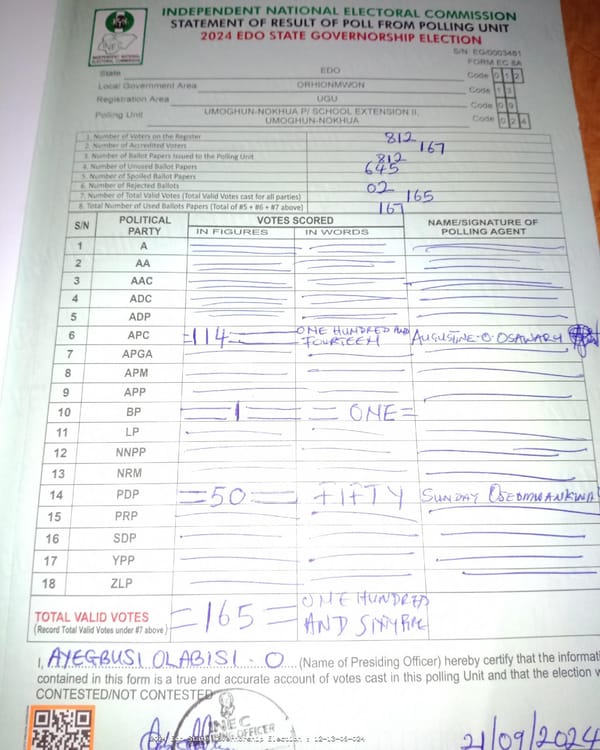 INDEPENDENT NATIONAL ELECTORAL COMMISSION
STATEMENT OF RESULT OF POLL FROM POLLING UNIT
2024 EDO STATE GOVERNORSHIP ELECTION
S/N: EG/0003461
FORM EC 8A
INEC
INDEPENDENT NATIONAL ELECTORAL COMMISSION
State EDO Code 0 1 2
Local Government Area ORHIONMWON Code 1 3
Registration Area UGU Code 0 9
Polling Unit UMOGHUN-NOKHUA P/ SCHOOL EXTENSION II, UMOGHUN-NOKHUA Code 0 2 4
1. Number of Voters on the Register 812
2. Number of Accredited Voters 167
3. Number of Ballot Papers Issued to the Polling Unit 812
4. Number of Unused Ballot Papers 645
5. Number of Spoiled Ballot Papers
6. Number of Rejected Ballots 02
7. Number of Total Valid Votes (Total Valid Votes cast for all parties) 165
8. Total Number of Used Ballots Papers (Total of #5 + #6 + #7 above) 167
S/N POLITICAL PARTY VOTES SCORED NAME/SIGNATURE OF POLLING AGENT
IN FIGURES IN WORDS
1 A
2 AA
3 AAC
4 ADC
5 ADP
6 APC 114 ONE HUNDRED AND FOURTEEN AUGUSTINE-O-OSAWARU
7 APGA
8 APM
9 APP
10 BP =1= = ONE =
11 LP
12 NNPP
13 NRM
14 PDP =50= FIFTY SUNDAY
15 PRP
16 SDP
17 YPP
18 ZLP
TOTAL VALID VOTES =165= ONE HUNDRED AND SIXTY FIVE
(Record Total Valid Votes under #7 above)
I, AYEGBUSI OLABISI . O (Name of Presiding Officer) hereby certify that the informati
contained in this form is a true and accurate account of votes cast in this polling Unit and that the election w
CONTESTED/NOT CONTESTED
INEC
OFFICER
Election : 12-13-06-024
21/09/2024